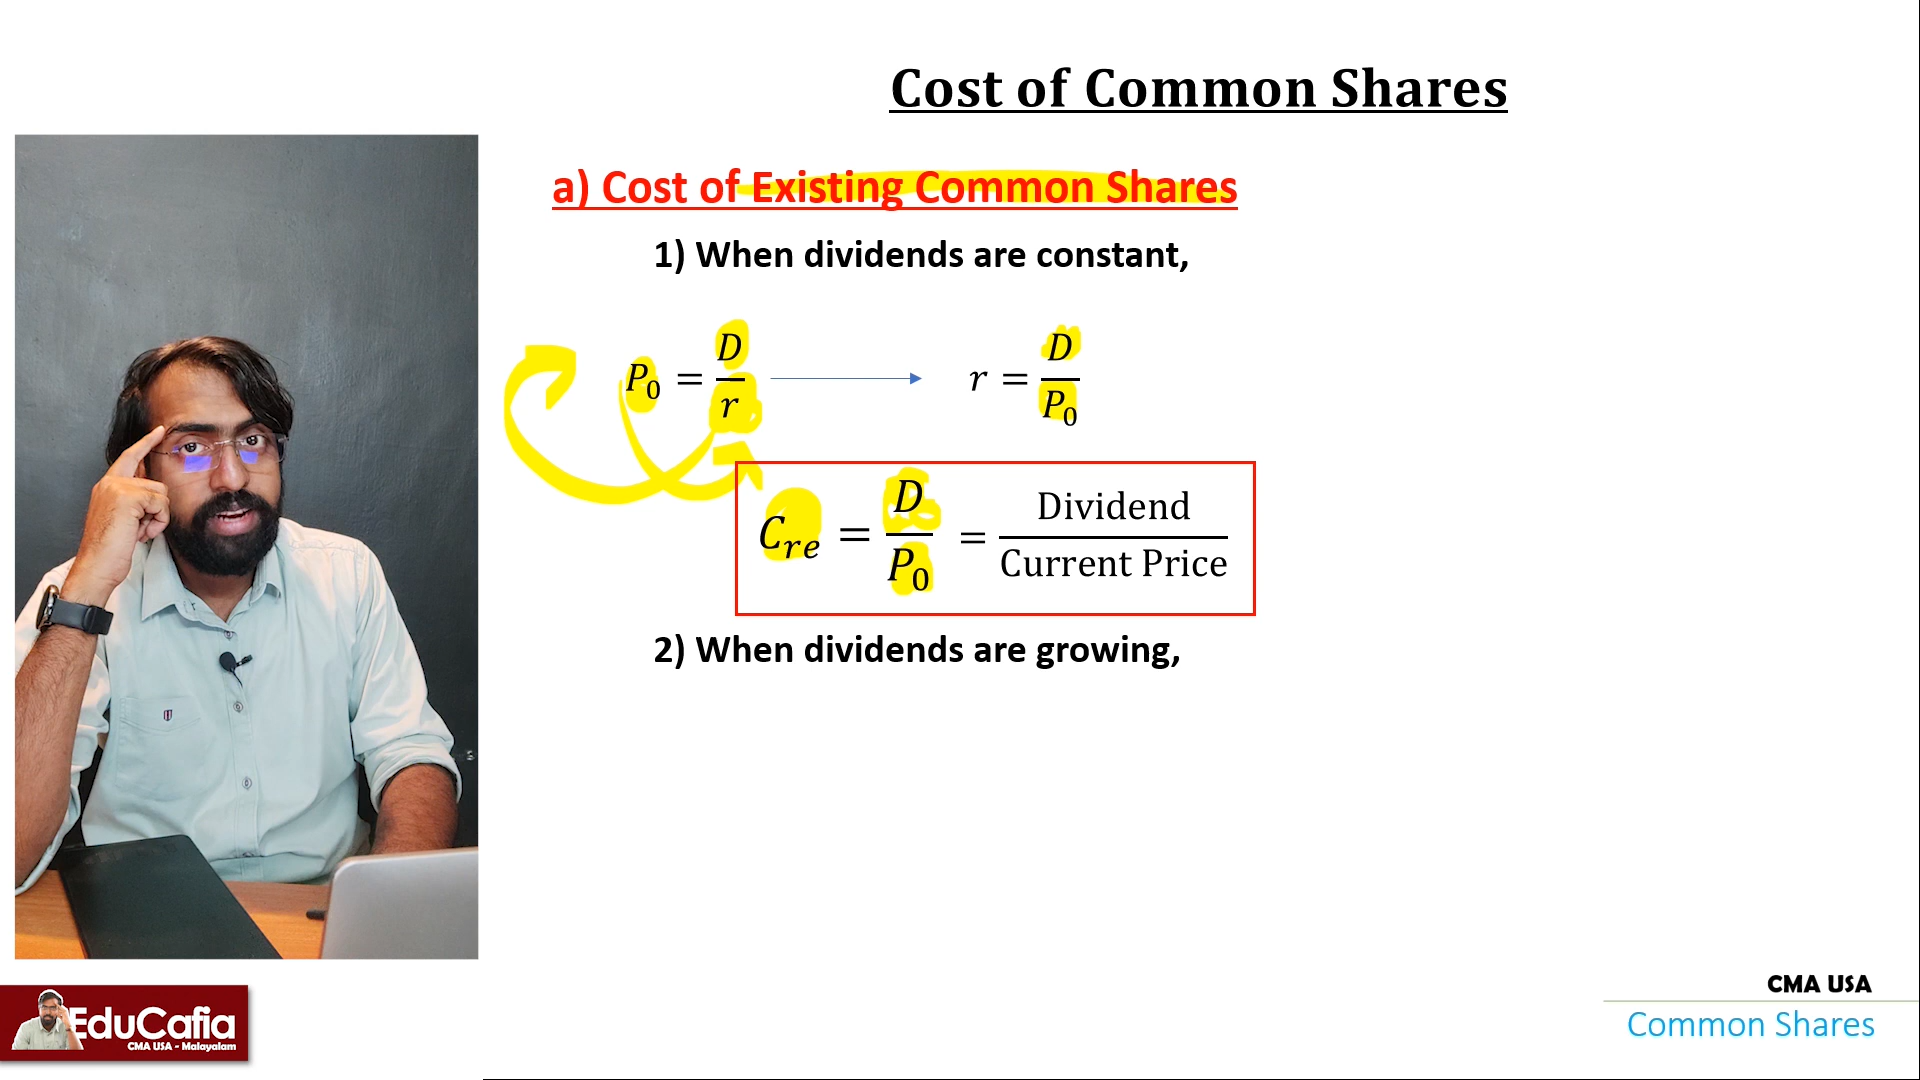 Cost of Common Shares
a) Cost of Existing Common Shares
1) When dividends are constant,
P₀ = D/r
r = D/P₀
C_re = D/P₀ = Dividend/Current Price
2) When dividends are growing,
EduCafia
CMA USA - Malayalam
CMA USA
Common Shares